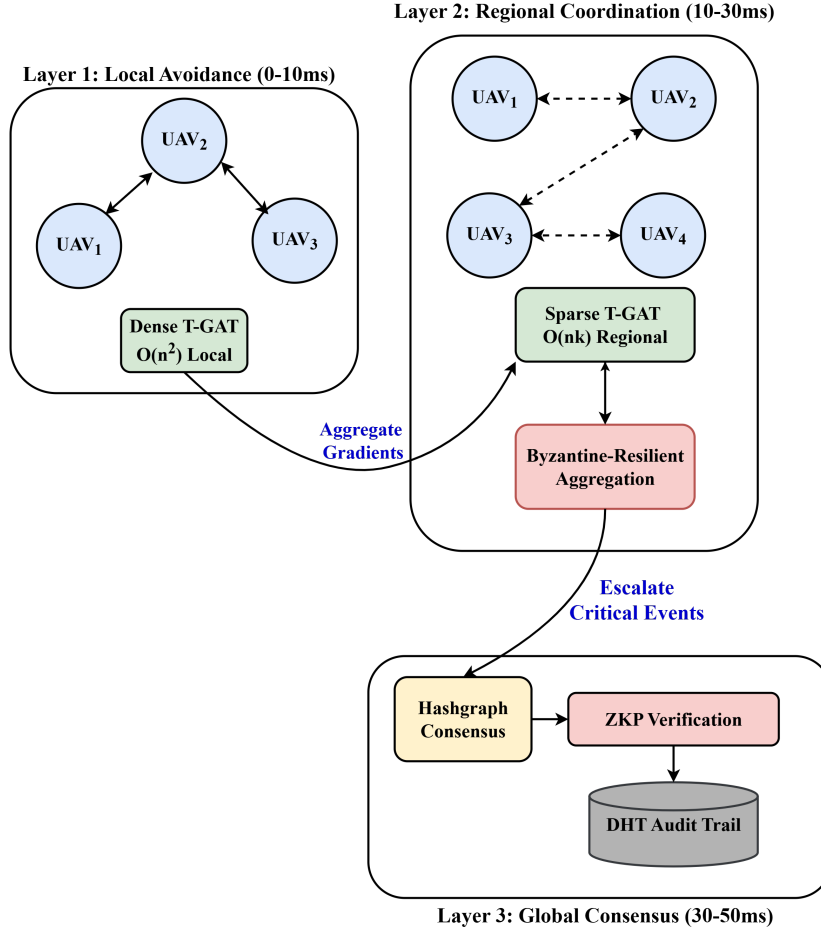 Layer 1: Local Avoidance (0-10ms)
UAV₂
UAV₁
UAV₃
Dense T-GAT
O(n²) Local
Aggregate
Gradients
Layer 2: Regional Coordination (10-30ms)
UAV₁
UAV₂
UAV₃
UAV₄
Sparse T-GAT
O(nk) Regional
Byzantine-Resilient
Aggregation
Escalate
Critical Events
Hashgraph
Consensus
ZKP Verification
DHT Audit Trail
Layer 3: Global Consensus (30-50ms)